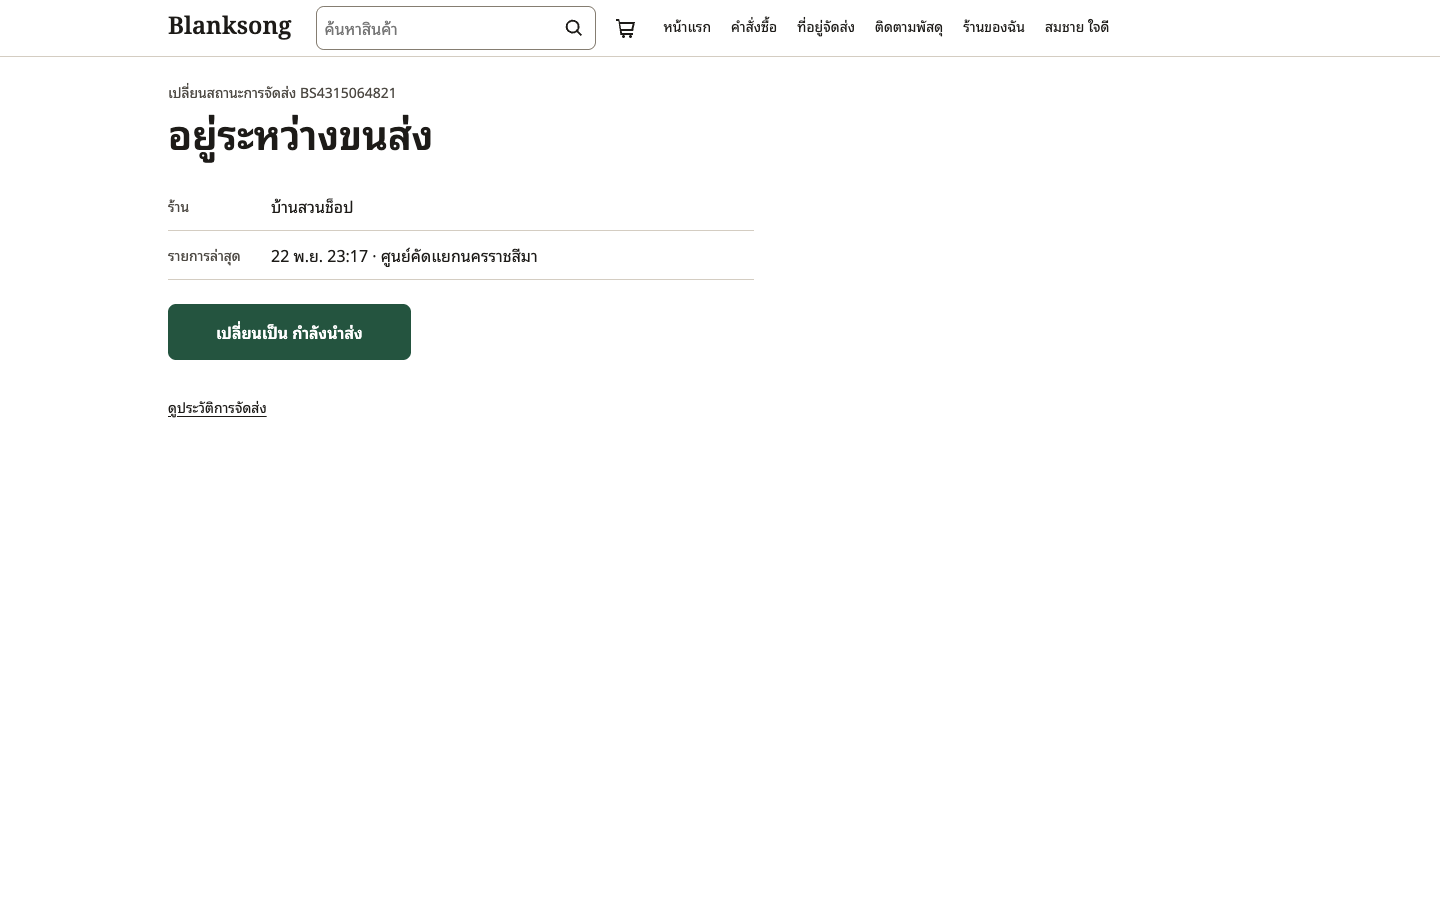 Blanksong
ค้นหาสินค้า
หน้าแรก
คำสั่งซื้อ
ที่อยู่จัดส่ง
ติดตามพัสดุ
ร้านของฉัน
สมชาย ใจดี
เปลี่ยนสถานะการจัดส่ง BS4315064821
อยู่ระหว่างขนส่ง
ร้าน บ้านสวนช็อป
รายการล่าสุด 22 พ.ย. 23:17 · ศูนย์คัดแยกนครราชสีมา
เปลี่ยนเป็น กำลังนำส่ง
ดูประวัติการจัดส่ง